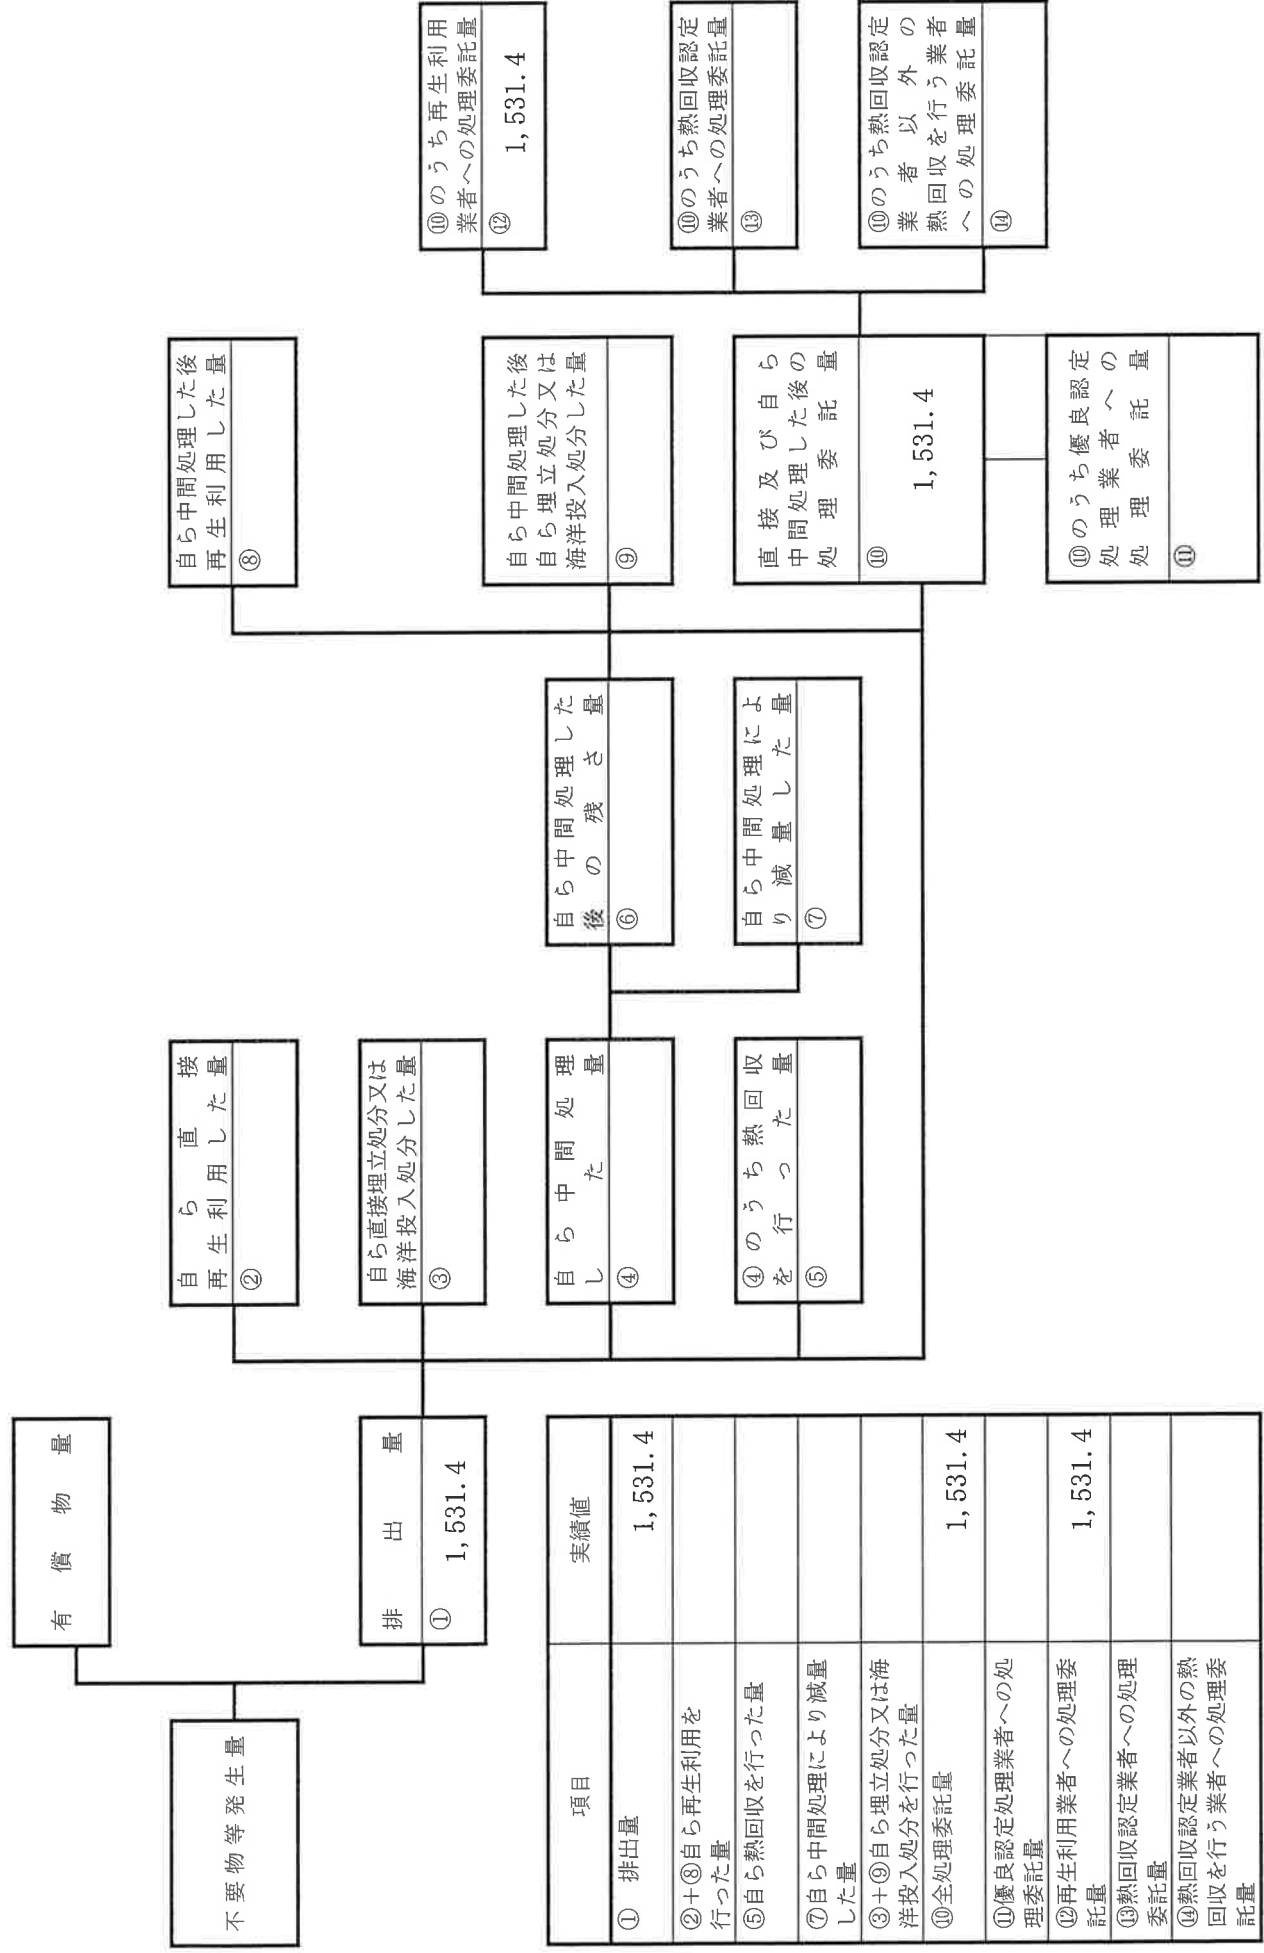 有償物量
不要物等発生量
排出量
① 1,531.4
自ら直接
再生利用した量
②
自ら直接埋立処分又は
海洋投入処分した量
③
自ら中間処理
した量
④
④のうち熱回収
を行った量
⑤
自ら中間処理した
後の残さ量
⑥
自ら中間処理によ
り減量した量
⑦
自ら中間処理した後
再生利用した量
⑧
自ら中間処理した後
自ら埋立処分又は
海洋投入処分した量
⑨
直接及び自ら
中間処理した後の
処理委託量
⑩ 1,531.4
⑩のうち優良認定
処理業者への
処理委託量
⑪
⑩のうち再生利用
業者への処理委託量
⑫ 1,531.4
⑩のうち熱回収認定
業者への処理委託量
⑬
⑩のうち熱回収認定
業者以外の
熱回収を行う業者
への処理委託量
⑭
項目 実績値
① 排出量 1,531.4
②+⑧自ら再生利用を
行った量
⑤自ら熱回収を行った量
⑦自ら中間処理により減量
した量
③+⑨自ら埋立処分又は海
洋投入処分を行った量
⑩全処理委託量 1,531.4
⑪優良認定処理業者への処
理委託量
⑫再生利用業者への処理委
託量 1,531.4
⑬熱回収認定業者への処理
委託量
⑭熱回収認定業者以外の熱
回収を行う業者への処理委
託量